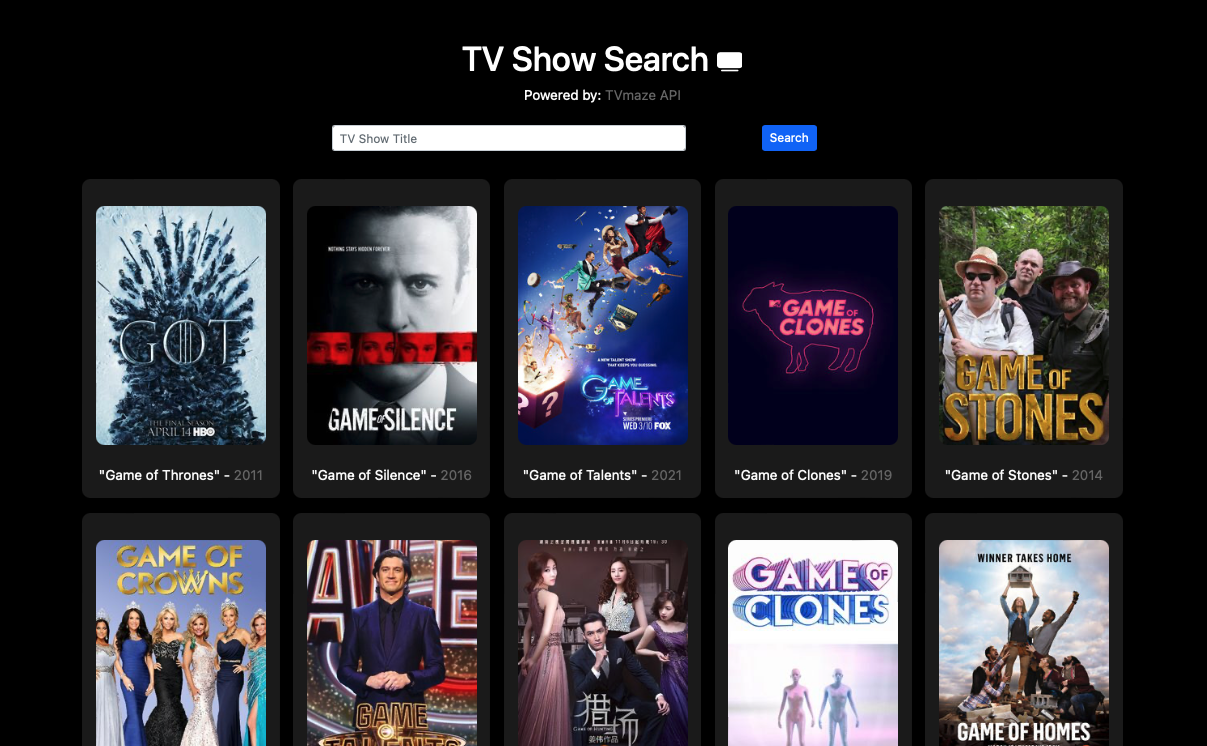 TV Show Search
Powered by: TVmaze API
TV Show Title
Search
GOT
THE FINAL SEASON
APRIL 14 HBO
"Game of Thrones" - 2011
NOTHING STAYS HIDDEN FOREVER
GAME OF SILENCE
"Game of Silence" - 2016
A NEW TALENT SHOW
THAT KEEPS YOU GUESSING.
GAME
OF
TALENTS
SERIES PREMIERE
WED 3/10 FOX
"Game of Talents" - 2021
GAME OF
CLONES
"Game of Clones" - 2019
GAME OF
STONES
"Game of Stones" - 2014
GAME OF
CROWNS
GAME
OF
TALENTS
猎场
姜伟作品
GAME OF
CLONES
WINNER TAKES HOME
GAME OF HOMES